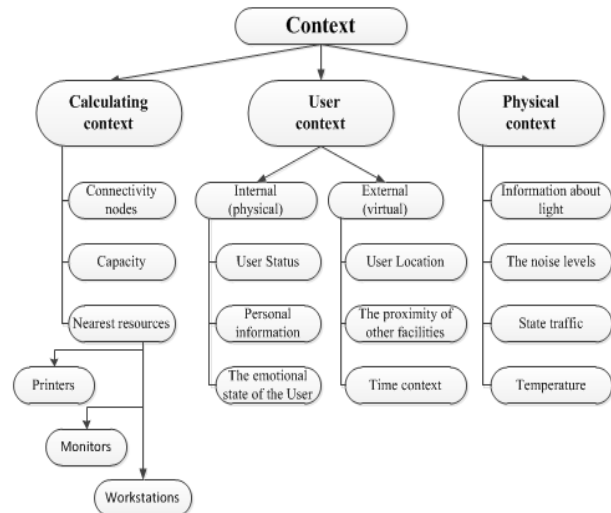 Context
Calculating
context
User
context
Physical
context
Connectivity
nodes
Capacity
Nearest resources
Printers
Monitors
Workstations
Internal
(physical)
User Status
Personal
information
The emotional
state of the User
External
(virtual)
User Location
The proximity of
other facilities
Time context
Information about
light
The noise levels
State traffic
Temperature